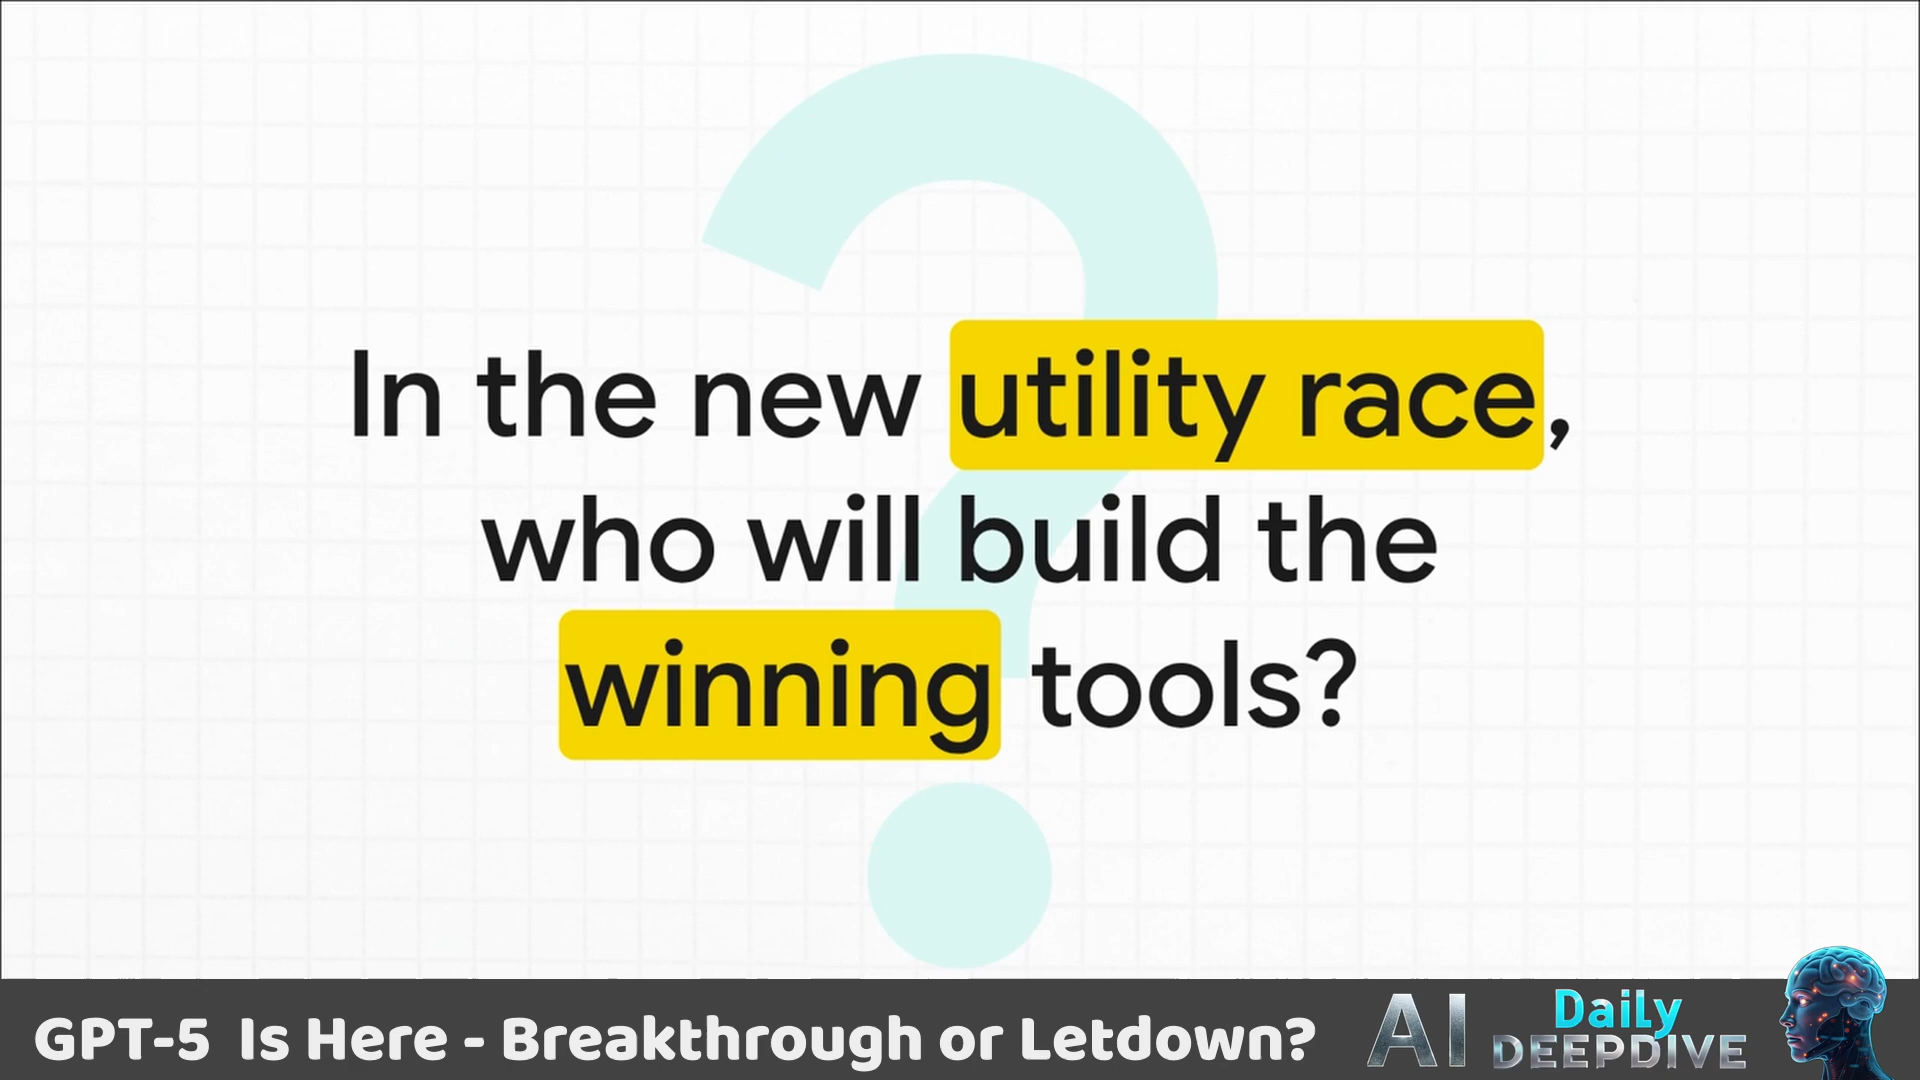 In the new utility race,
who will build the
winning tools?
GPT-5 Is Here - Breakthrough or Letdown?
AI Daily
DEEPDIVE